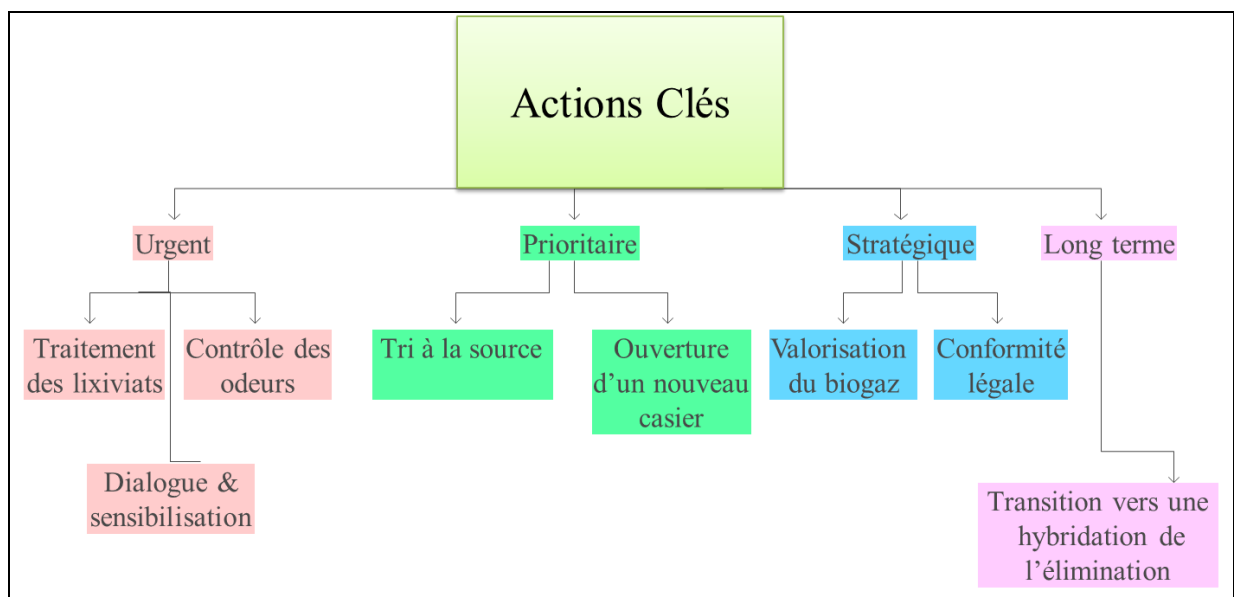 Actions Clés
Urgent
Prioritaire
Stratégique
Long terme
Traitement
des lixiviats
Contrôle des
odeurs
Tri à la source
Ouverture
d’un nouveau
casier
Valorisation
du biogaz
Conformité
légale
Dialogue &
sensibilisation
Transition vers une
hybridation de
l’élimination